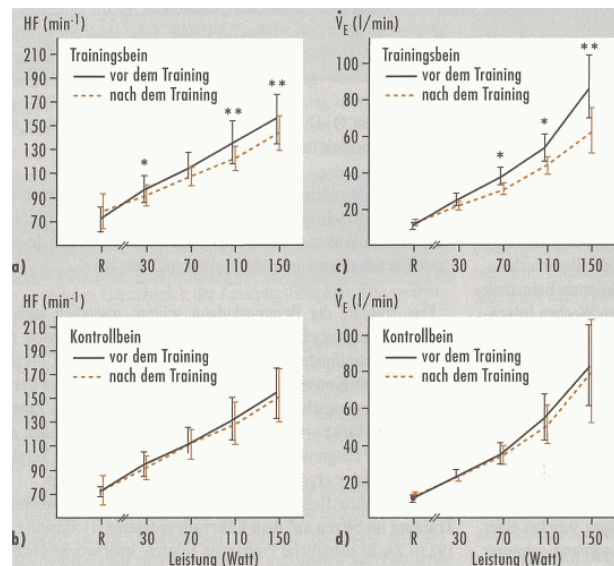 HF (min⁻¹)
210
190
170
150
130
110
90
70
Trainingsbein
vor dem Training
nach dem Training
*
**
**
R 30 70 110 150
a)
V̇E (l/min)
100
80
60
40
20
Trainingsbein
vor dem Training
nach dem Training
*
*
**
R 30 70 110 150
c)
HF (min⁻¹)
210
190
170
150
130
110
90
70
Kontrollbein
vor dem Training
nach dem Training
R 30 70 110 150
b)
Leistung (Watt)
V̇E (l/min)
100
80
60
40
20
Kontrollbein
vor dem Training
nach dem Training
R 30 70 110 150
d)
Leistung (Watt)